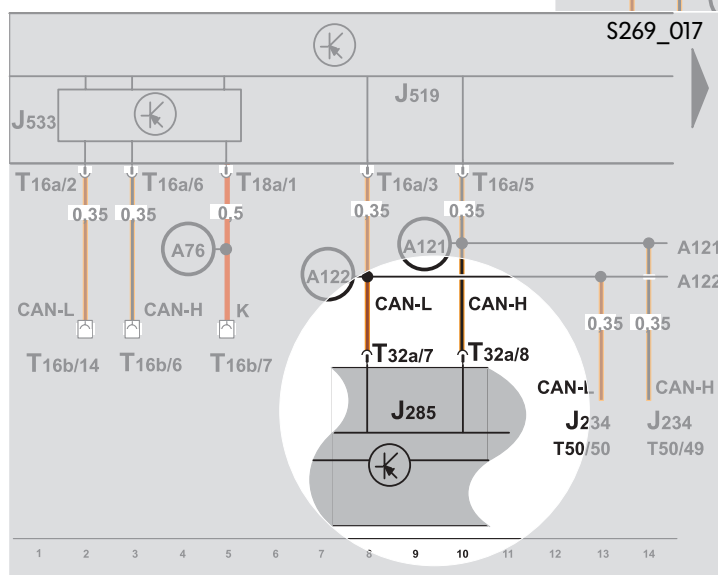 S269_017
J519
J533
T16a/2 T16a/6 T18a/1 T16a/3 T16a/5
0.35 0.35 0.5 0.35 0.35
A76 A121 A121
A122 A122
CAN-L CAN-H K CAN-L CAN-H 0.35 0.35
T16b/14 T16b/6 T16b/7 T32a/7 T32a/8
CAN-L CAN-H
J285 J234 J234
T50/50 T50/49
1 2 3 4 5 6 7 8 9 10 11 12 13 14